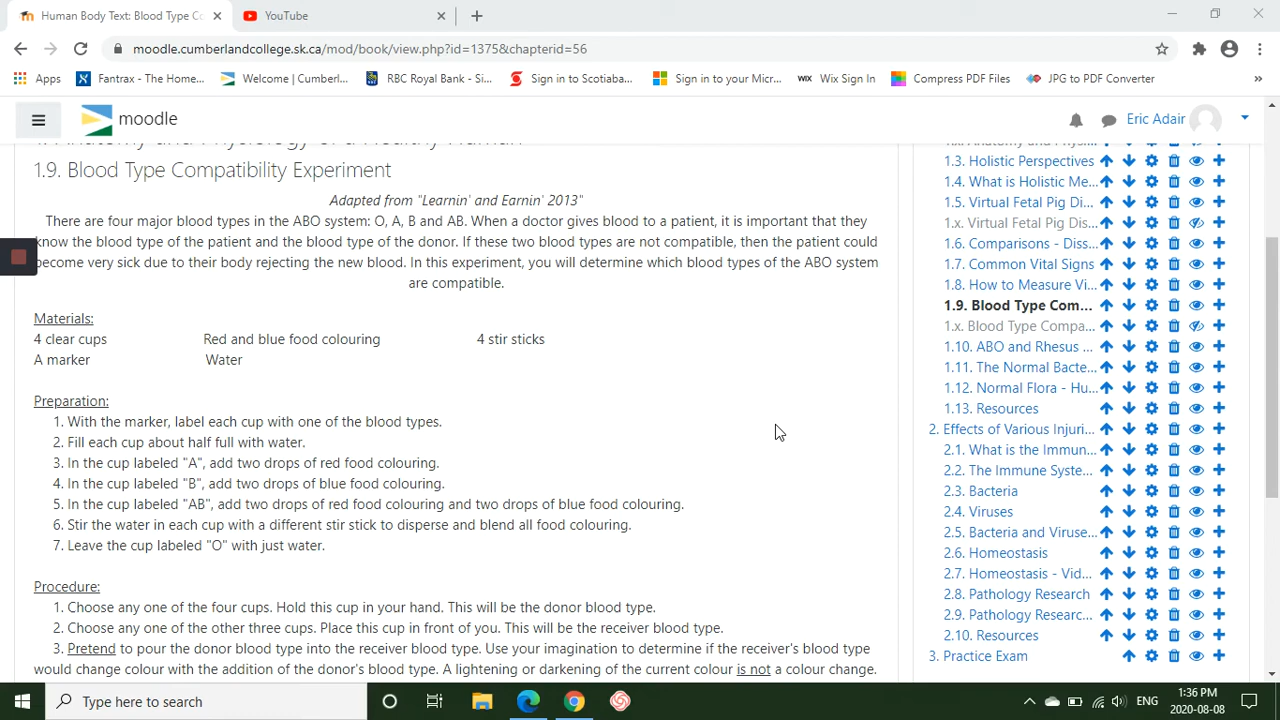 Human Body Text: Blood Type Co
YouTube
moodle.cumberlandcollege.sk.ca/mod/book/view.php?id=1375&chapterid=56
Apps
Fantrax - The Home...
Welcome | Cumberl...
RBC Royal Bank - Si...
Sign in to Scotiaba...
Sign in to your Micr...
WIX Wix Sign In
Compress PDF Files
JPG to PDF Converter
»
moodle
Eric Adair
1.9. Blood Type Compatibility Experiment
Adapted from "Learnin' and Earnin' 2013"
There are four major blood types in the ABO system: O, A, B and AB. When a doctor gives blood to a patient, it is important that they
know the blood type of the patient and the blood type of the donor. If these two blood types are not compatible, then the patient could
become very sick due to their body rejecting the new blood. In this experiment, you will determine which blood types of the ABO system
are compatible.
Materials:
4 clear cups Red and blue food colouring 4 stir sticks
A marker Water
Preparation:
1. With the marker, label each cup with one of the blood types.
2. Fill each cup about half full with water.
3. In the cup labeled "A", add two drops of red food colouring.
4. In the cup labeled "B", add two drops of blue food colouring.
5. In the cup labeled "AB", add two drops of red food colouring and two drops of blue food colouring.
6. Stir the water in each cup with a different stir stick to disperse and blend all food colouring.
7. Leave the cup labeled "O" with just water.
Procedure:
1. Choose any one of the four cups. Hold this cup in your hand. This will be the donor blood type.
2. Choose any one of the other three cups. Place this cup in front of you. This will be the receiver blood type.
3. Pretend to pour the donor blood type into the receiver blood type. Use your imagination to determine if the receiver's blood type
would change colour with the addition of the donor's blood type. A lightening or darkening of the current colour is not a colour change.
1.3. Holistic Perspectives
1.4. What is Holistic Me...
1.5. Virtual Fetal Pig Di...
1.x. Virtual Fetal Pig Dis...
1.6. Comparisons - Diss...
1.7. Common Vital Signs
1.8. How to Measure Vi...
1.9. Blood Type Com...
1.x. Blood Type Compa...
1.10. ABO and Rhesus ...
1.11. The Normal Bacte...
1.12. Normal Flora - Hu...
1.13. Resources
2. Effects of Various Injuri...
2.1. What is the Immun...
2.2. The Immune Syste...
2.3. Bacteria
2.4. Viruses
2.5. Bacteria and Viruse...
2.6. Homeostasis
2.7. Homeostasis - Vid...
2.8. Pathology Research
2.9. Pathology Researc...
2.10. Resources
3. Practice Exam
Type here to search
ENG
1:36 PM
2020-08-08